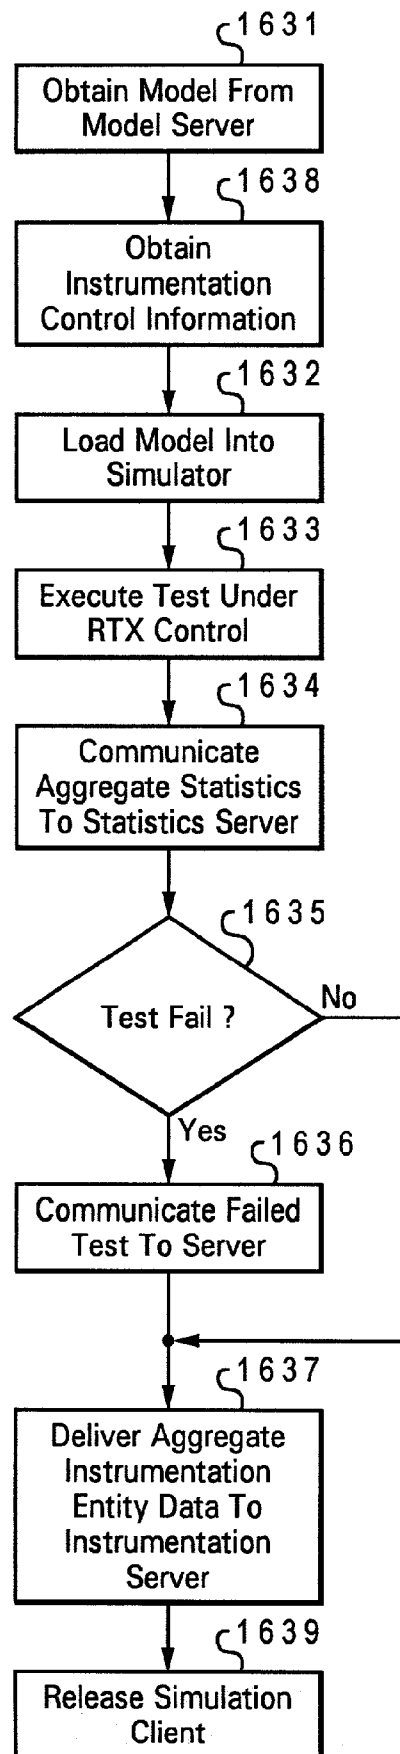 1631
Obtain Model From
Model Server
1638
Obtain
Instrumentation
Control Information
1632
Load Model Into
Simulator
1633
Execute Test Under
RTX Control
1634
Communicate
Aggregate Statistics
To Statistics Server
1635
Test Fail ?
No
Yes
1636
Communicate Failed
Test To Server
1637
Deliver Aggregate
Instrumentation
Entity Data To
Instrumentation
Server
1639
Release Simulation
Client